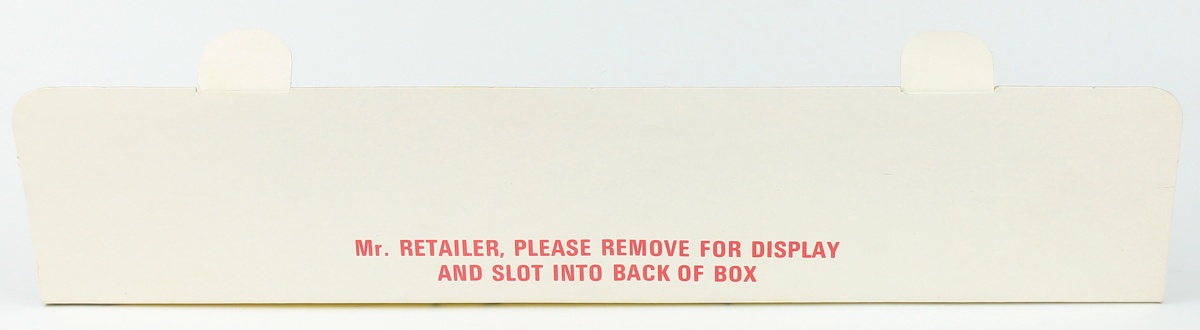 Mr. RETAILER, PLEASE REMOVE FOR DISPLAY
AND SLOT INTO BACK OF BOX